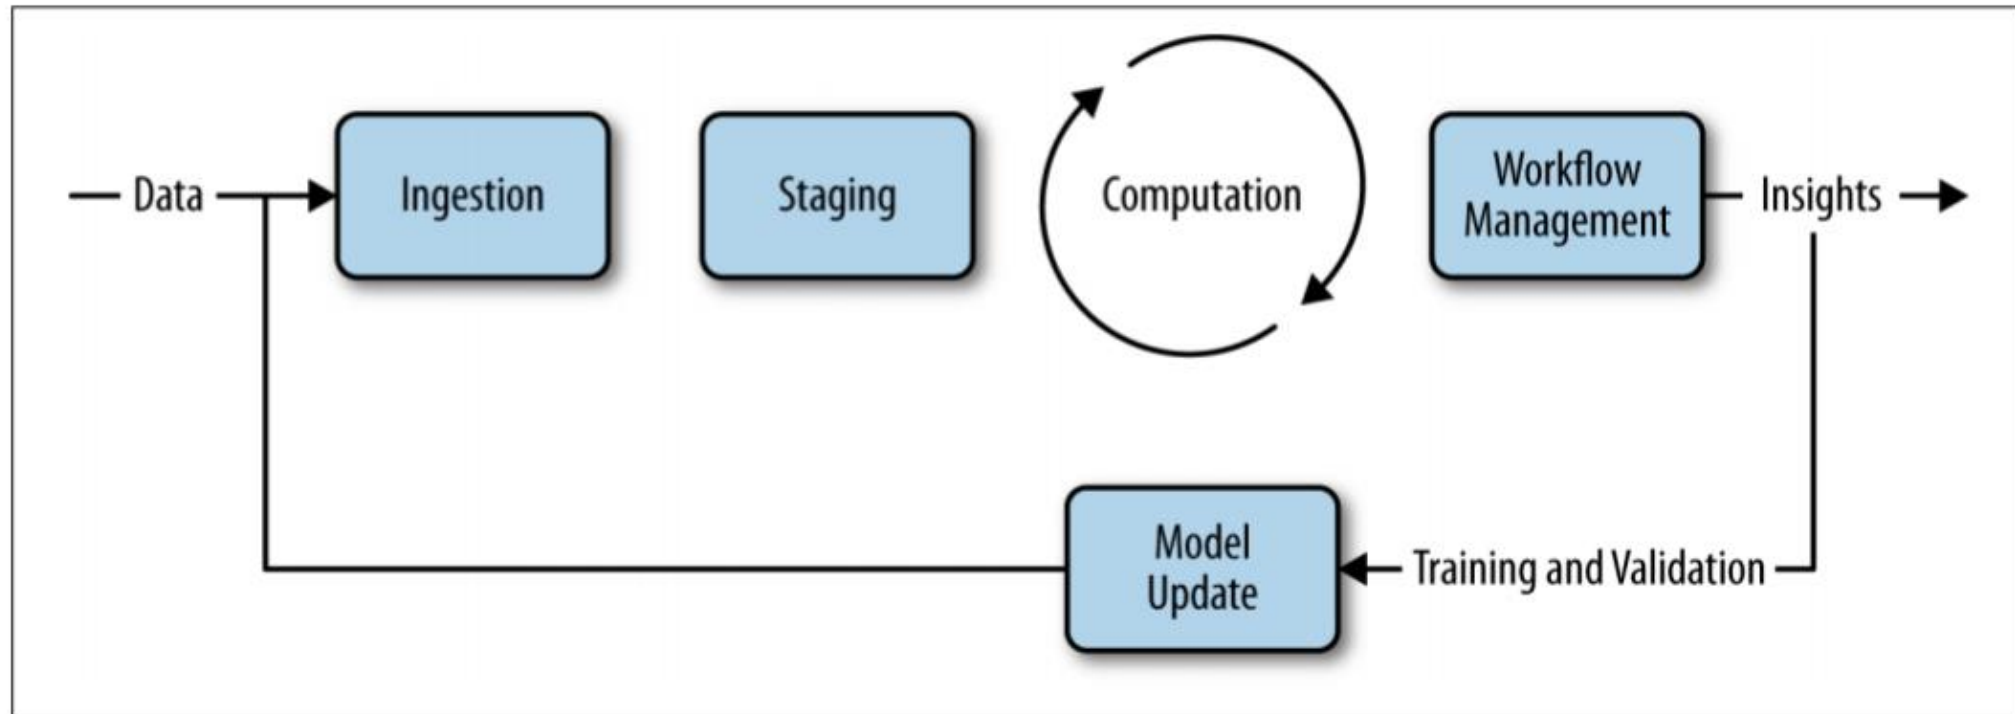 Data
Ingestion
Staging
Computation
Workflow
Management
Insights
Model
Update
Training and Validation